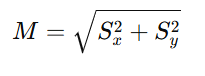 $M = \sqrt{S_x^2 + S_y^2}$